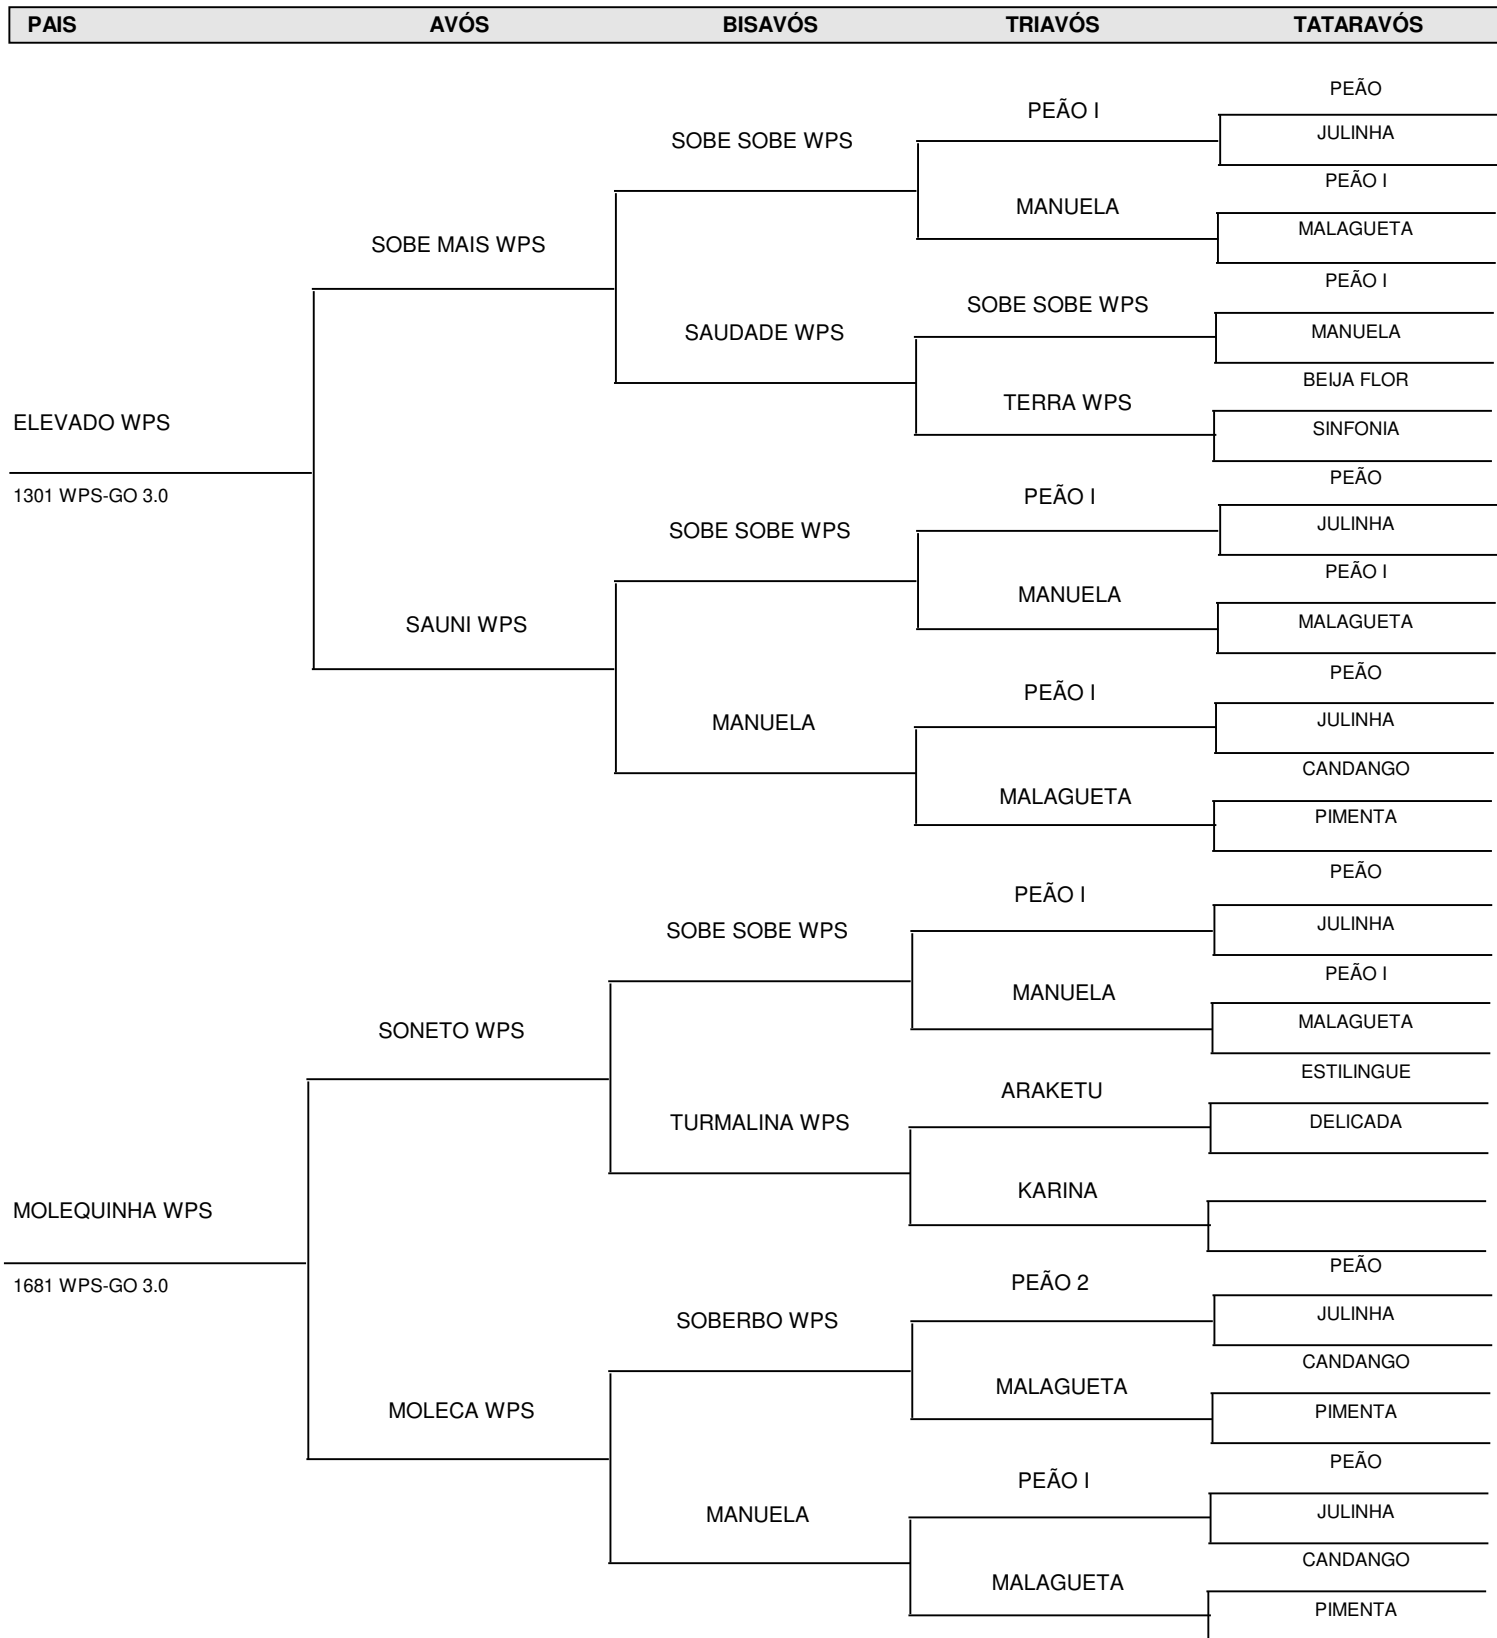 PAIS AVÓS BISAVÓS TRIAVÓS TATARAVÓS
PEÃO
PEÃO I
JULINHA
SOBE SOBE WPS
PEÃO I
MANUELA
MALAGUETA
SOBE MAIS WPS
PEÃO I
SOBE SOBE WPS
SAUDADE WPS
MANUELA
BEIJA FLOR
TERRA WPS
ELEVADO WPS
SINFONIA
PEÃO
1301 WPS-GO 3.0
PEÃO I
JULINHA
SOBE SOBE WPS
PEÃO I
MANUELA
SAUNI WPS
MALAGUETA
PEÃO
PEÃO I
MANUELA
JULINHA
CANDANGO
MALAGUETA
PIMENTA
PEÃO
PEÃO I
JULINHA
SOBE SOBE WPS
PEÃO I
MANUELA
MALAGUETA
SONETO WPS
ESTILINGUE
ARAKETU
TURMALINA WPS
DELICADA
KARINA
MOLEQUINHA WPS
PEÃO
1681 WPS-GO 3.0
PEÃO 2
JULINHA
SOBERBO WPS
CANDANGO
MALAGUETA
MOLECA WPS
PIMENTA
PEÃO
PEÃO I
JULINHA
MANUELA
CANDANGO
MALAGUETA
PIMENTA